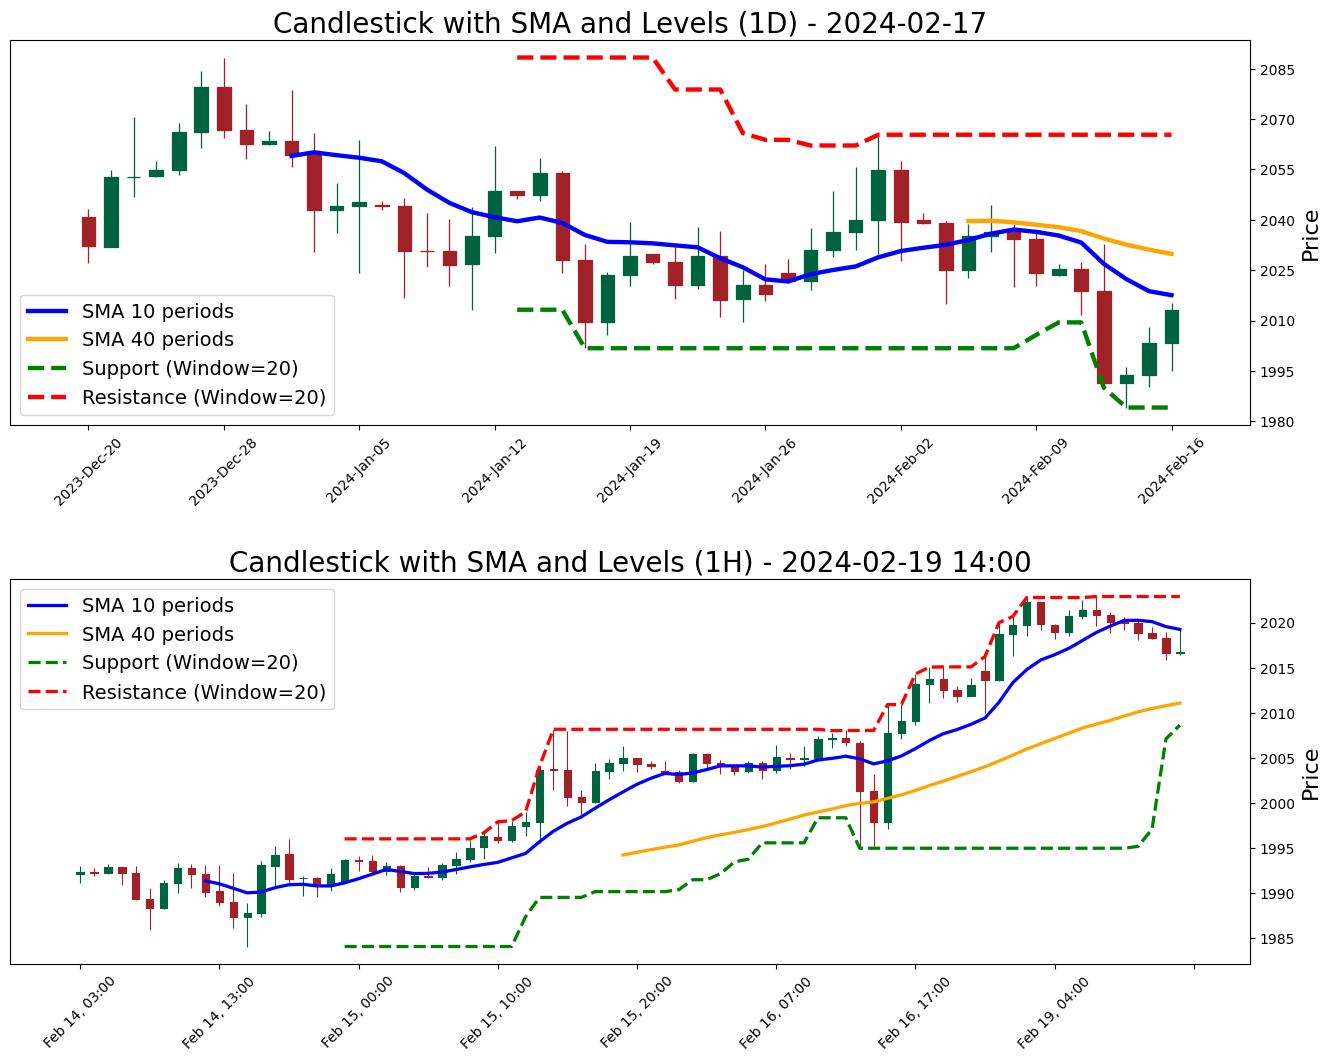 Candlestick with SMA and Levels (1D) - 2024-02-17
SMA 10 periods
SMA 40 periods
Support (Window=20)
Resistance (Window=20)
2085
2070
2055
2040
2025
2010
1995
1980
Price
2023-Dec-20
2023-Dec-28
2024-Jan-05
2024-Jan-12
2024-Jan-19
2024-Jan-26
2024-Feb-02
2024-Feb-09
2024-Feb-16
Candlestick with SMA and Levels (1H) - 2024-02-19 14:00
SMA 10 periods
SMA 40 periods
Support (Window=20)
Resistance (Window=20)
2020
2015
2010
2005
2000
1995
1990
1985
Price
Feb 14, 03:00
Feb 14, 13:00
Feb 15, 00:00
Feb 15, 10:00
Feb 15, 20:00
Feb 16, 07:00
Feb 16, 17:00
Feb 19, 04:00